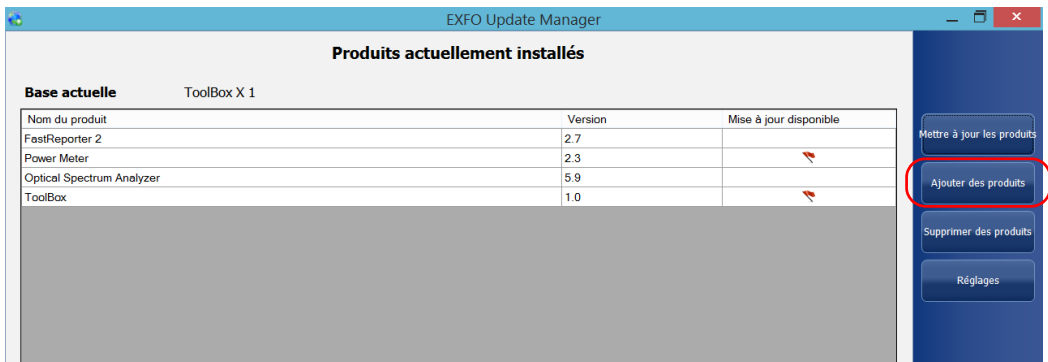 EXFO Update Manager
Produits actuellement installés
Base actuelle ToolBox X 1
Nom du produit Version Mise à jour disponible
FastReporter 2 2.7
Power Meter 2.3
Optical Spectrum Analyzer 5.9
ToolBox 1.0
Mettre à jour les produits
Ajouter des produits
Supprimer des produits
Réglages